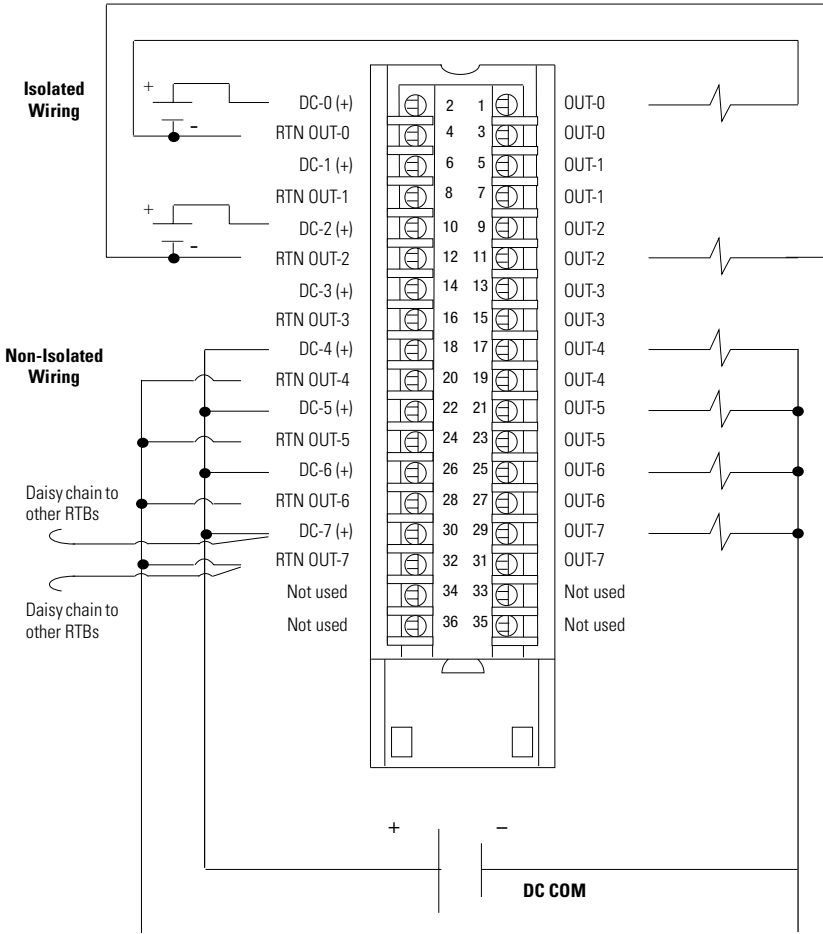 Isolated
Wiring
+
-
+
-
DC-0 (+) 2 1 OUT-0
RTN OUT-0 4 3 OUT-0
DC-1 (+) 6 5 OUT-1
RTN OUT-1 8 7 OUT-1
DC-2 (+) 10 9 OUT-2
RTN OUT-2 12 11 OUT-2
DC-3 (+) 14 13 OUT-3
RTN OUT-3 16 15 OUT-3
Non-Isolated
Wiring
DC-4 (+) 18 17 OUT-4
RTN OUT-4 20 19 OUT-4
DC-5 (+) 22 21 OUT-5
RTN OUT-5 24 23 OUT-5
DC-6 (+) 26 25 OUT-6
RTN OUT-6 28 27 OUT-6
DC-7 (+) 30 29 OUT-7
RTN OUT-7 32 31 OUT-7
Not used 34 33 Not used
Not used 36 35 Not used
Daisy chain to
other RTBs
Daisy chain to
other RTBs
+ –
DC COM